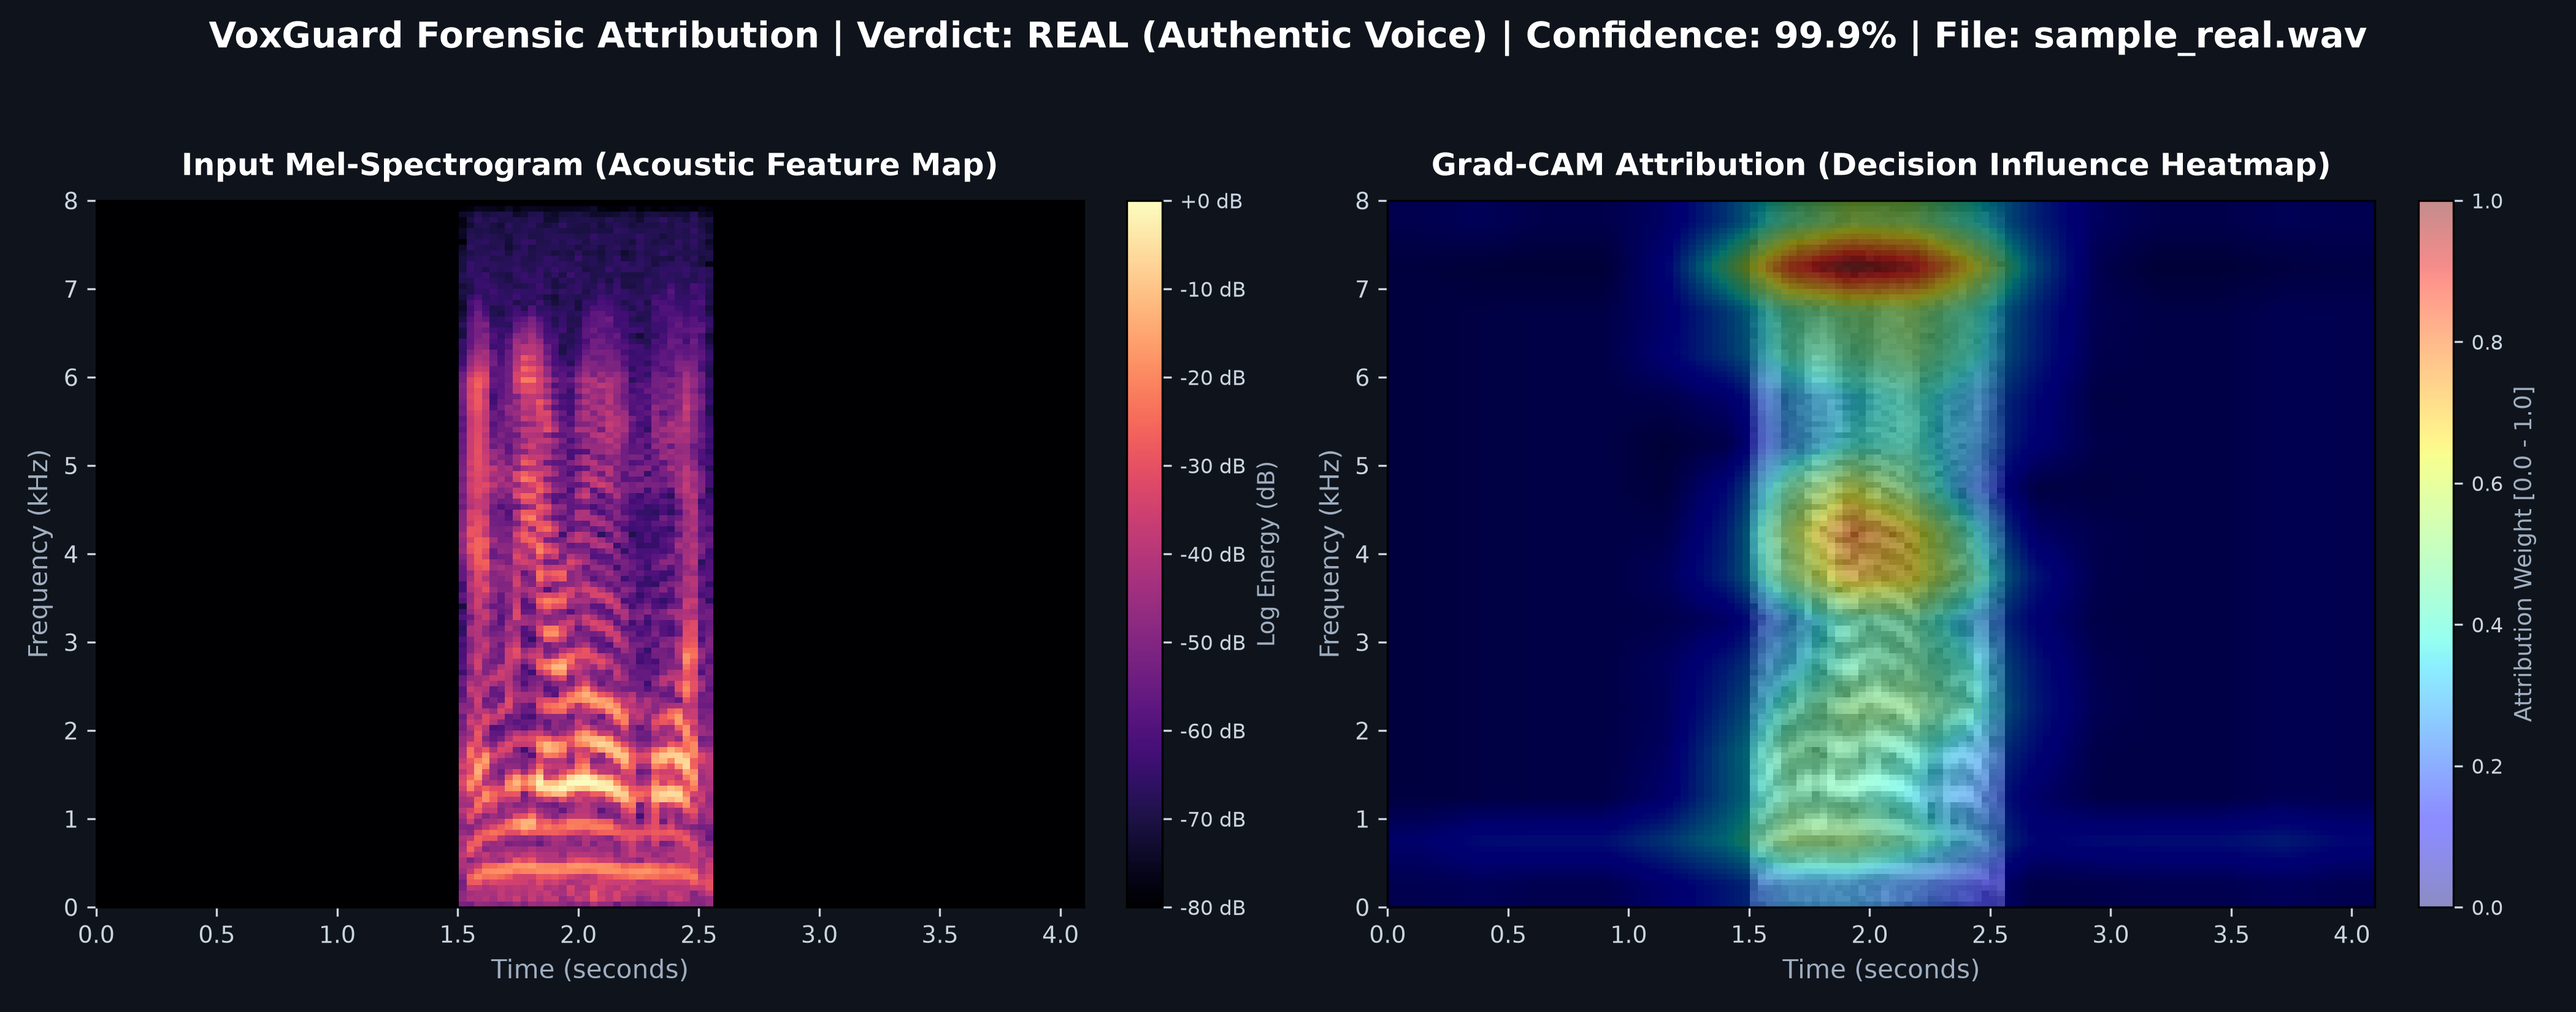 VoxGuard Forensic Attribution | Verdict: REAL (Authentic Voice) | Confidence: 99.9% | File: sample_real.wav
Input Mel-Spectrogram (Acoustic Feature Map)
Frequency (kHz)
8
7
6
5
4
3
2
1
0
0.0 0.5 1.0 1.5 2.0 2.5 3.0 3.5 4.0
Time (seconds)
+0 dB
-10 dB
-20 dB
-30 dB
-40 dB
-50 dB
-60 dB
-70 dB
-80 dB
Log Energy (dB)
Grad-CAM Attribution (Decision Influence Heatmap)
Frequency (kHz)
8
7
6
5
4
3
2
1
0
0.0 0.5 1.0 1.5 2.0 2.5 3.0 3.5 4.0
Time (seconds)
1.0
0.8
0.6
0.4
0.2
0.0
Attribution Weight [0.0 - 1.0]